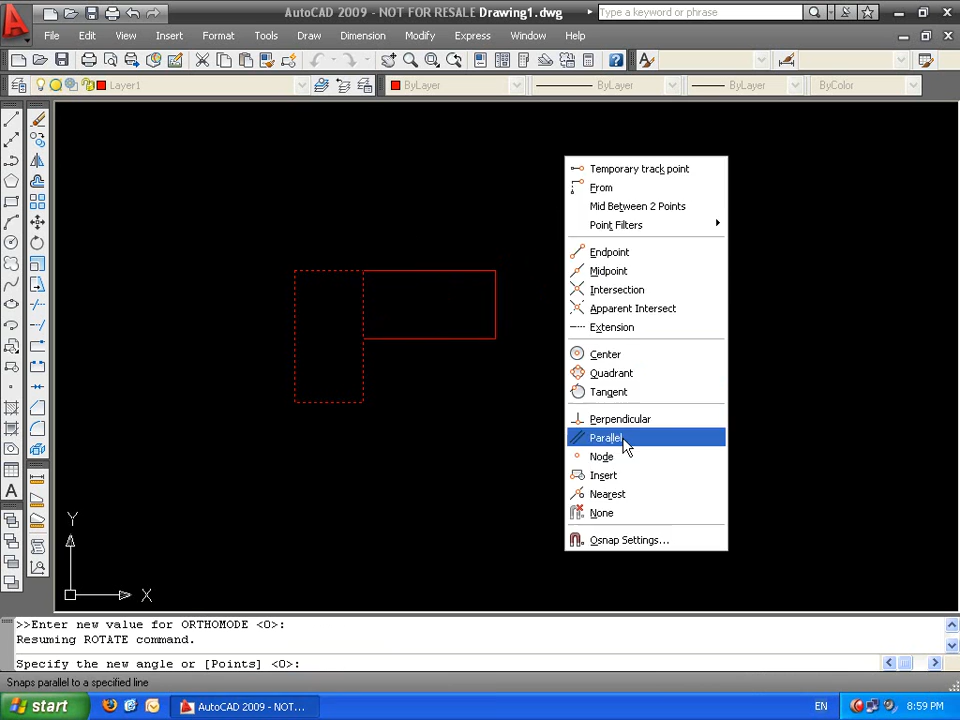 AutoCAD 2009 - NOT FOR RESALE Drawing1.dwg
Type a keyword or phrase
File Edit View Insert Format Tools Draw Dimension Modify Express Window Help
Layer1 ByLayer ByLayer ByLayer ByColor
Temporary track point
From
Mid Between 2 Points
Point Filters
Endpoint
Midpoint
Intersection
Apparent Intersect
Extension
Center
Quadrant
Tangent
Perpendicular
Parallel
Node
Insert
Nearest
None
Osnap Settings...
A
Y
X
>>Enter new value for ORTHOMODE <0>:
Resuming ROTATE command.
Specify the new angle or [Points] <0>:
Snaps parallel to a specified line
start AutoCAD 2009 - NOT... EN 8:59 PM